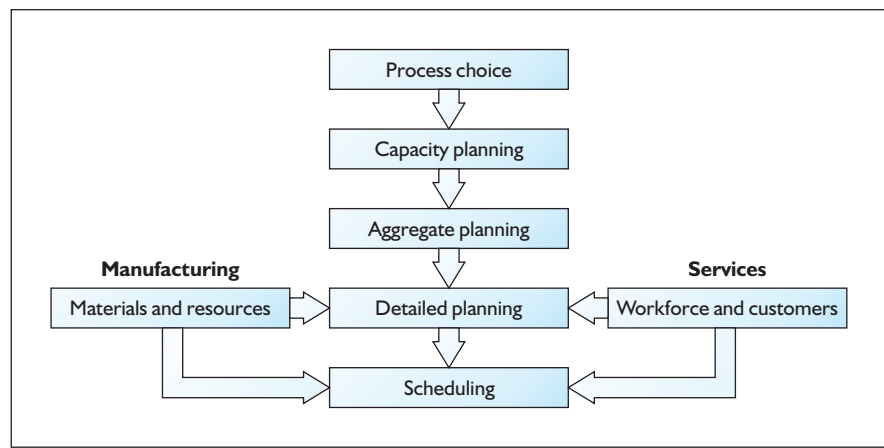 Process choice
Capacity planning
Aggregate planning
Manufacturing
Services
Materials and resources
Detailed planning
Workforce and customers
Scheduling